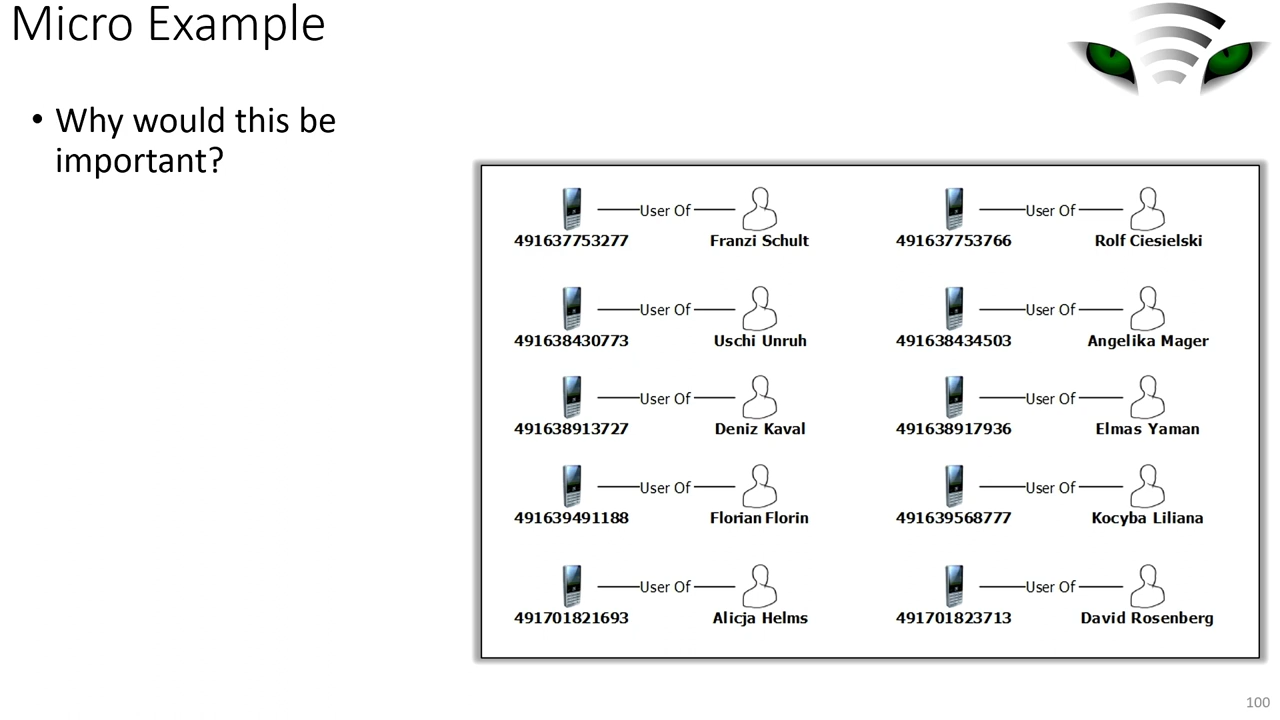 Micro Example
• Why would this be
important?
User Of User Of
491637753277 Franzi Schult 491637753766 Rolf Ciesielski
User Of User Of
491638430773 Uschi Unruh 491638434503 Angelika Mager
User Of User Of
491638913727 Deniz Kaval 491638917936 Elmas Yaman
User Of User Of
491639491188 Florian Florin 491639568777 Kocyba Liliana
User Of User Of
491701821693 Alicja Helms 491701823713 David Rosenberg
100